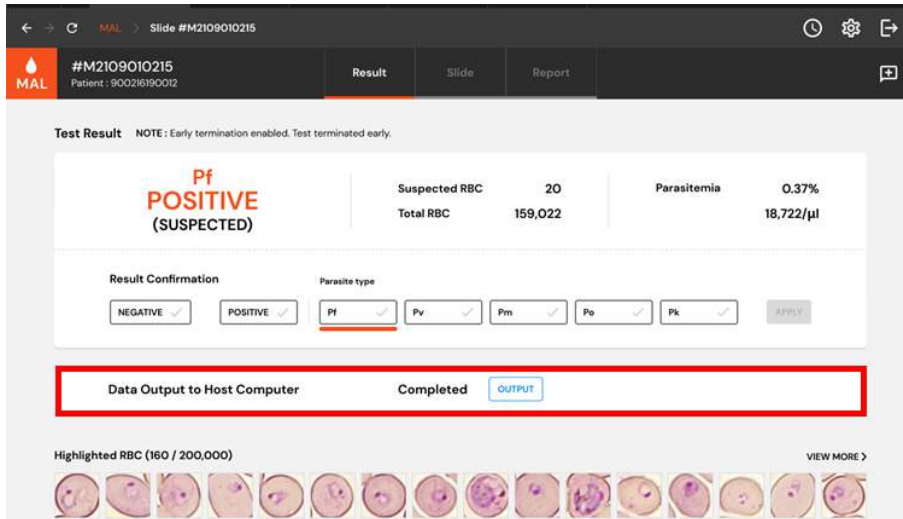 MAL > Slide #M2109010215
MAL
#M2109010215
Patient : 900216190012
Result
Slide
Report
Test Result NOTE : Early termination enabled. Test terminated early.
Pf
POSITIVE
(SUSPECTED)
Suspected RBC 20
Total RBC 159,022
Parasitemia 0.37%
18,722/µl
Result Confirmation
Parasite type
NEGATIVE
POSITIVE
Pf
Pv
Pm
Po
Pk
APPLY
Data Output to Host Computer Completed OUTPUT
Highlighted RBC (160 / 200,000)
VIEW MORE >